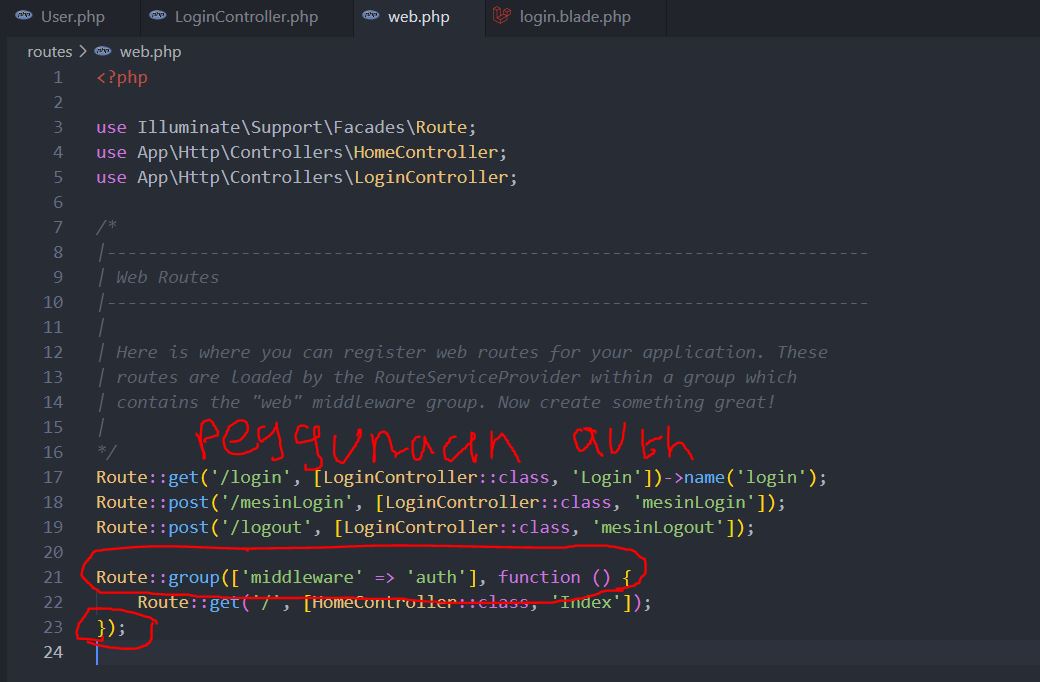 User.php LoginController.php web.php login.blade.php
routes > web.php
1 <?php
2
3 use Illuminate\Support\Facades\Route;
4 use App\Http\Controllers\HomeController;
5 use App\Http\Controllers\LoginController;
6
7 /*
8 |--------------------------------------------------------------------------
9 | Web Routes
10 |--------------------------------------------------------------------------
11 |
12 | Here is where you can register web routes for your application. These
13 | routes are loaded by the RouteServiceProvider within a group which
14 | contains the "web" middleware group. Now create something great!
15 |
peggunaan auth
16 */
17 Route::get('/login', [LoginController::class, 'Login'])->name('login');
18 Route::post('/mesinLogin', [LoginController::class, 'mesinLogin']);
19 Route::post('/logout', [LoginController::class, 'mesinLogout']);
20
21 Route::group(['middleware' => 'auth'], function () {
22 Route::get('/', [HomeController::class, 'Index']);
23 });
24